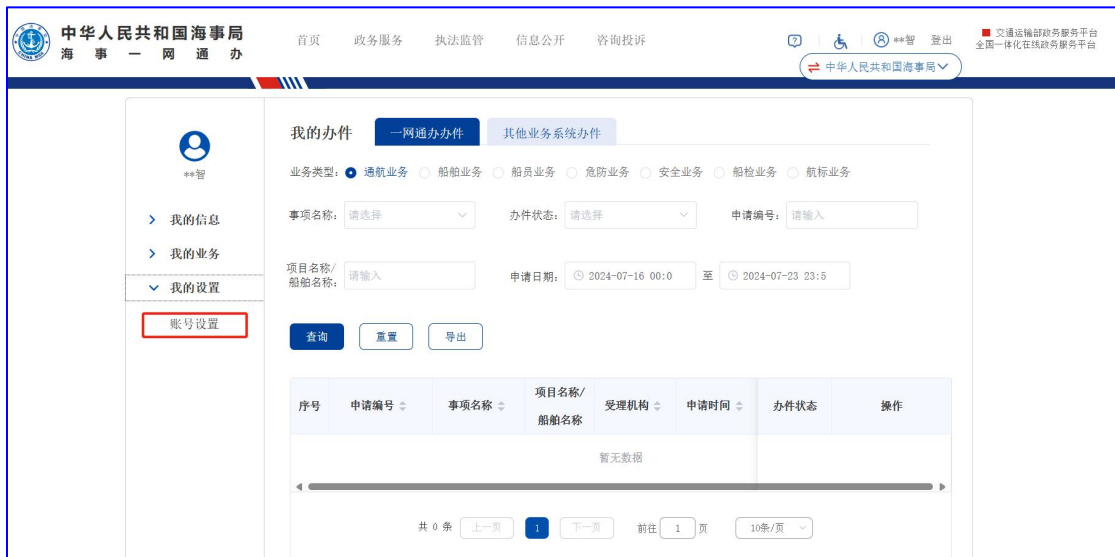 中华人民共和国海事局
海事一网通办
首页 政务服务 执法监管 信息公开 咨询投诉
**智 登出
交通运输部政务服务平台
全国一体化在线政务服务平台
中华人民共和国海事局
**智
我的信息
我的业务
我的设置
账号设置
我的办件 一网通办办件 其他业务系统办件
业务类型: 通航业务 船舶业务 船员业务 危防业务 安全业务 船检业务 航标业务
事项名称: 请选择 办件状态: 请选择 申请编号: 请输入
项目名称/
船舶名称: 请输入 申请日期: 2024-07-16 00:0 至 2024-07-23 23:5
查询 重置 导出
序号 申请编号 事项名称 项目名称/
船舶名称 受理机构 申请时间 办件状态 操作
暂无数据
共 0 条 上一页 1 下一页 前往 1 页 10条/页